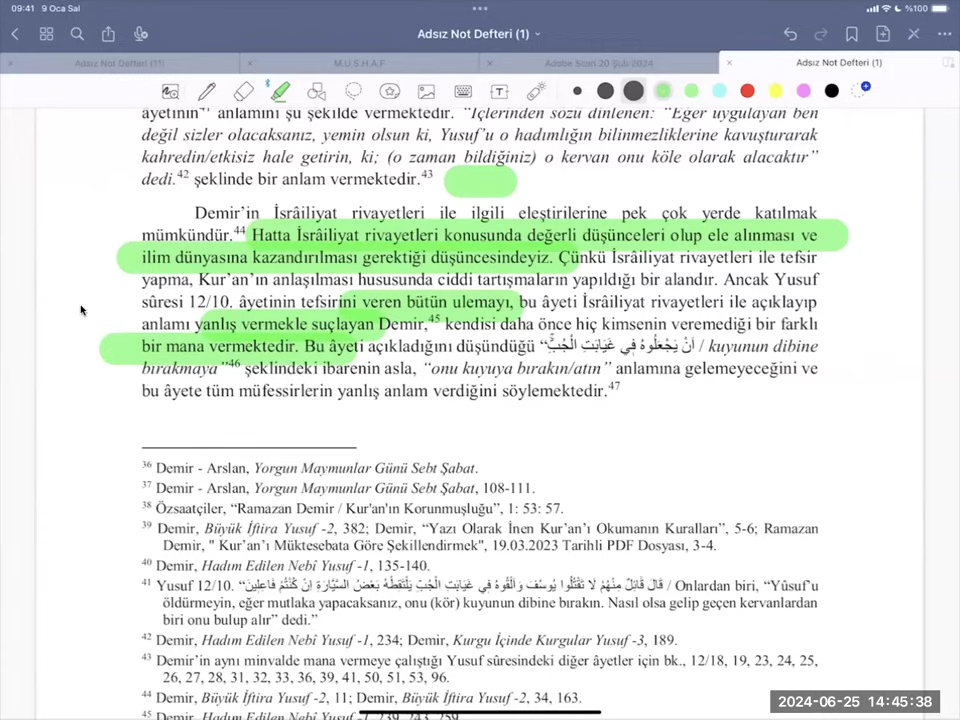 09:41 9 Oca Sal
%100
Adsız Not Defteri (1)
Adsız Not Defteri (11)
M.U.S.H.A.F
Adobe Scan 20 Şub 2024
Adsız Not Defteri (1)
âyetinin anlamını şu şekilde vermektedir. “İçlerinden sözü dinlenen: “Eğer uygulayan ben
değil sizler olacaksanız, yemin olsun ki, Yusuf’u o hadımlığın bilinmezliklerine kavuşturarak
kahredin/etkisiz hale getirin, ki; (o zaman bildiğiniz) o kervan onu köle olarak alacaktır”
dedi.42 şeklinde bir anlam vermektedir.43
Demir’in İsrâiliyat rivayetleri ile ilgili eleştirilerine pek çok yerde katılmak
mümkündür.44 Hatta İsrâiliyat rivayetleri konusunda değerli düşünceleri olup ele alınması ve
ilim dünyasına kazandırılması gerektiği düşüncesindeyiz. Çünkü İsrâiliyat rivayetleri ile tefsir
yapma, Kur’an’ın anlaşılması hususunda ciddi tartışmaların yapıldığı bir alandır. Ancak Yusuf
sûresi 12/10. âyetinin tefsirini veren bütün ulemayı, bu âyeti İsrâiliyat rivayetleri ile açıklayıp
anlamı yanlış vermekle suçlayan Demir,45 kendisi daha önce hiç kimsenin veremediği bir farklı
bir mana vermektedir. Bu âyeti açıkladığını düşündüğü “اَنْ يَجْعَلُوهُ فِي غَيَابَتِ الْجُبِّۚ / kuyunun dibine
bırakmaya”46 şeklindeki ibarenin asla, “onu kuyuya bırakın/atın” anlamına gelemeyeceğini ve
bu âyete tüm müfessirlerin yanlış anlam verdiğini söylemektedir.47
36 Demir - Arslan, Yorgun Maymunlar Günü Sebt Şabat.
37 Demir - Arslan, Yorgun Maymunlar Günü Sebt Şabat, 108-111.
38 Özsaatçiler, “Ramazan Demir / Kur'an'ın Korunmuşluğu”, 1: 53: 57.
39 Demir, Büyük İftira Yusuf -2, 382; Demir, “Yazı Olarak İnen Kur’an’ı Okumanın Kuralları”, 5-6; Ramazan
Demir, " Kur’an’ı Müktesebata Göre Şekillendirmek", 19.03.2023 Tarihli PDF Dosyası, 3-4.
40 Demir, Hadım Edilen Nebî Yusuf -1, 135-140.
41 Yusuf 12/10. “قَالَ قَائِلٌ مِنْهُمْ لَا تَقْتُلُوا يُوسُفَ وَاَلْقُوهُ فِي غَيَابَتِ الْجُبِّ يَلْتَقِطْهُ بَعْضُ السَّيَّارَةِ اِنْ كُنْتُمْ فَاعِلِينَ / Onlardan biri, “Yûsuf’u
öldürmeyin, eğer mutlaka yapacaksanız, onu (kör) kuyunun dibine bırakın. Nasıl olsa gelip geçen kervanlardan
biri onu bulup alır” dedi.”
42 Demir, Hadım Edilen Nebî Yusuf -1, 234; Demir, Kurgu İçinde Kurgular Yusuf -3, 189.
43 Demir’in aynı minvalde mana vermeye çalıştığı Yusuf sûresindeki diğer âyetler için bk., 12/18, 19, 23, 24, 25,
26, 27, 28, 31, 32, 33, 36, 39, 41, 50, 51, 53, 96.
44 Demir, Büyük İftira Yusuf -2, 11; Demir, Büyük İftira Yusuf -2, 34, 163.
45 Demir, Hadım Edilen Nebî Yusuf -1, 239, 243, 259.
2024-06-25 14:45:38